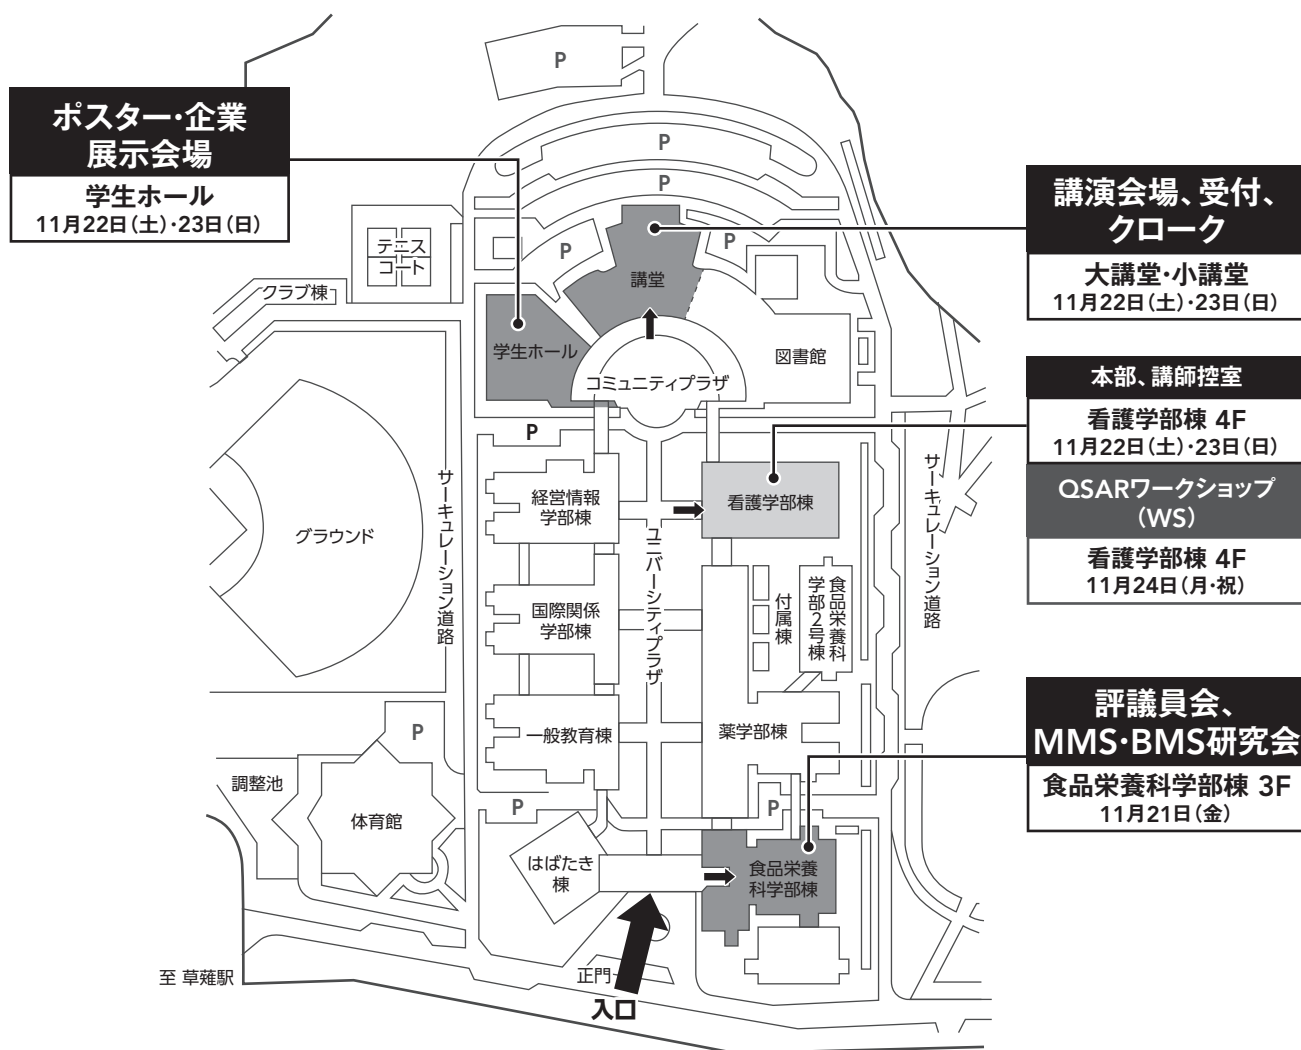 P
ポスター・企業
展示会場
学生ホール
11月22日(土)・23日(日)
P
P
P
P
講演会場、受付、
クローク
大講堂・小講堂
11月22日(土)・23日(日)
テニス
コート
クラブ棟
講堂
学生ホール
コミュニティプラザ
図書館
本部、講師控室
看護学部棟 4F
11月22日(土)・23日(日)
QSARワークショップ
(WS)
看護学部棟 4F
11月24日(月・祝)
P
グラウンド
サーキュレーション道路
経営情報
学部棟
ユニバーシティプラザ
看護学部棟
サーキュレーション道路
国際関係
学部棟
付属棟
食品栄養科
学部2号棟
一般教育棟
薬学部棟
評議員会、
MMS・BMS研究会
食品栄養科学部棟 3F
11月21日(金)
P
調整池
体育館
P
P
はばたき
棟
食品栄養
科学部棟
至 草薙駅
正門
入口